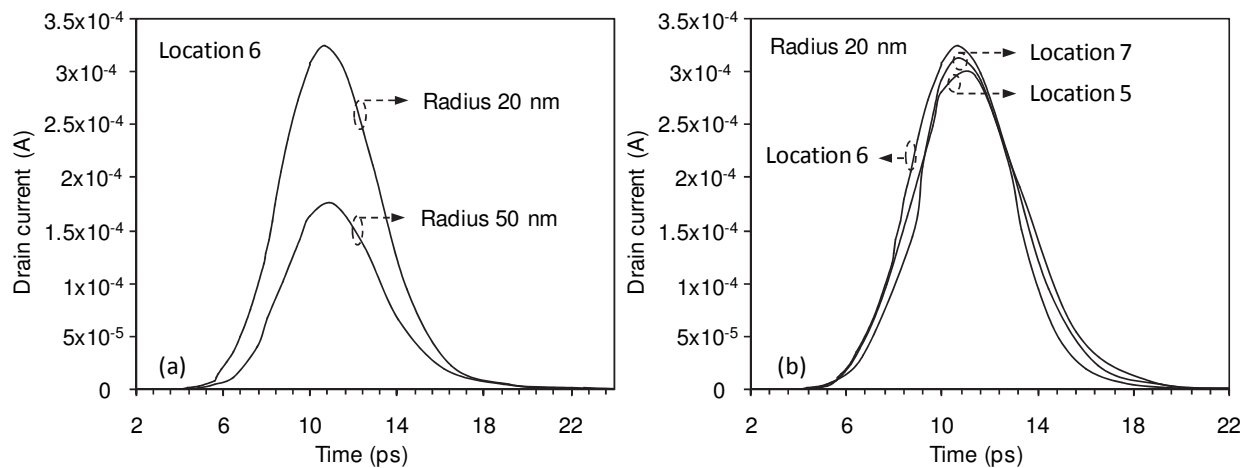 3.5x10-4
3x10-4
2.5x10-4
2x10-4
1.5x10-4
1x10-4
5x10-5
0
Drain current (A)
Location 6
Radius 20 nm
Radius 50 nm
(a)
2 6 10 14 18 22
Time (ps)
3.5x10-4
3x10-4
2.5x10-4
2x10-4
1.5x10-4
1x10-4
5x10-5
0
Drain current (A)
Radius 20 nm
Location 7
Location 5
Location 6
(b)
2 6 10 14 18 22
Time (ps)